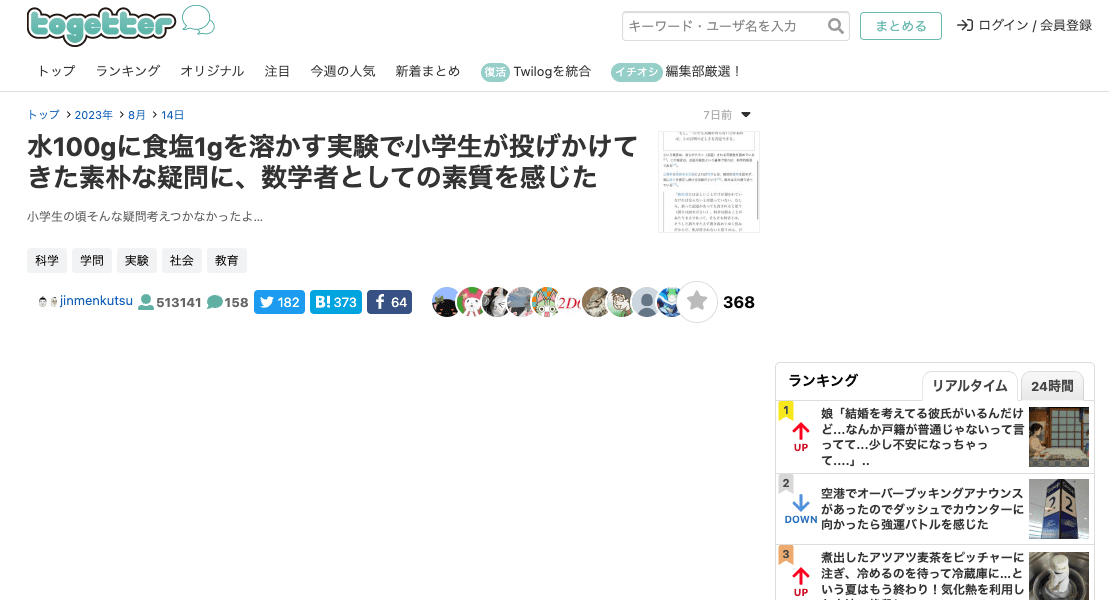 togetter
キーワード・ユーザ名を入力
まとめる
ログイン / 会員登録
トップ ランキング オリジナル 注目 今週の人気 新着まとめ 復活 Twilogを統合 イチオシ 編集部厳選！
トップ > 2023年 > 8月 > 14日
7日前
水100gに食塩1gを溶かす実験で小学生が投げかけて
きた素朴な疑問に、数学者としての素質を感じた
小学生の頃そんな疑問考えつかなかったよ…
科学 学問 実験 社会 教育
jinmenkutsu 513141 158 182 B! 373 64 368
ランキング リアルタイム 24時間
1
UP
娘「結婚を考えてる彼氏がいるんだけ
ど…なんか戸籍が普通じゃないって言
ってて…少し不安になっちゃっ
て….」..
2
DOWN
空港でオーバーブッキングアナウンス
があったのでダッシュでカウンターに
向かったら強運バトルを感じた
3
UP
煮出したアツアツ麦茶をピッチャーに
注ぎ、冷めるのを待って冷蔵庫に…と
いう夏はもう終わり！気化熱を利用し